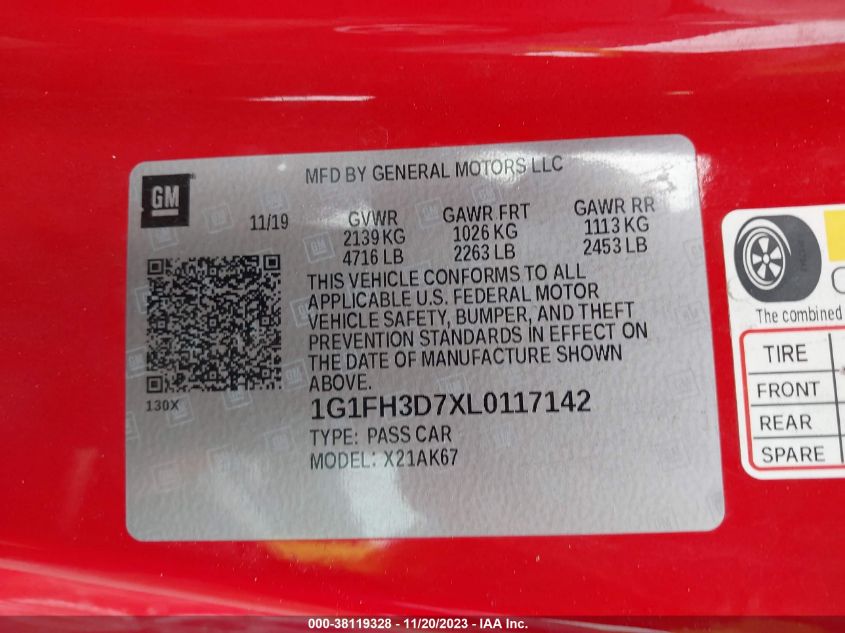 MFD BY GENERAL MOTORS LLC
GM
11/19
GVWR GAWR FRT GAWR RR
2139 KG 1026 KG 1113 KG
4716 LB 2263 LB 2453 LB
THIS VEHICLE CONFORMS TO ALL
APPLICABLE U.S. FEDERAL MOTOR
VEHICLE SAFETY, BUMPER, AND THEFT
PREVENTION STANDARDS IN EFFECT ON
THE DATE OF MANUFACTURE SHOWN
ABOVE.
130X
1G1FH3D7XL0117142
TYPE: PASS CAR
MODEL: X21AK67
The combined
TIRE
FRONT
REAR
SPARE
000-38119328 - 11/20/2023 - IAA Inc.